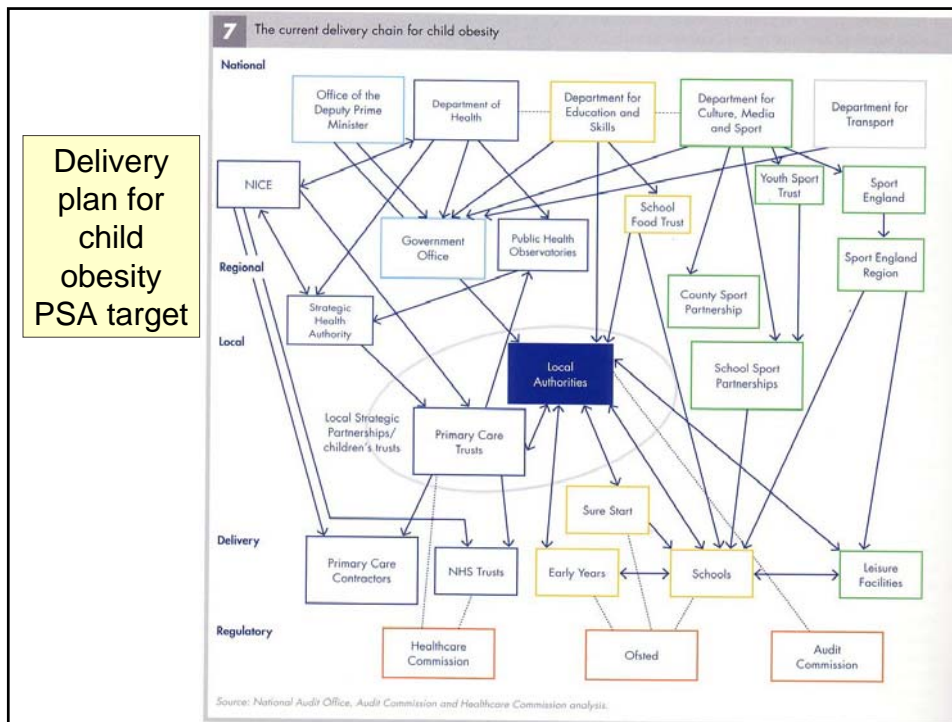 Delivery
plan for
child
obesity
PSA target
7 The current delivery chain for child obesity
National
Office of the
Deputy Prime
Minister
Department of
Health
Department for
Education and
Skills
Department for
Culture, Media
and Sport
Department for
Transport
NICE
Youth Sport
Trust
Sport
England
School
Food Trust
Government
Office
Public Health
Observatories
Sport England
Region
Regional
County Sport
Partnership
Strategic
Health
Authority
Local
Local
Authorities
School Sport
Partnerships
Local Strategic
Partnerships/
children's trusts
Primary Care
Trusts
Sure Start
Delivery
Primary Care
Contractors
NHS Trusts
Early Years
Schools
Leisure
Facilities
Regulatory
Healthcare
Commission
Ofsted
Audit
Commission
Source: National Audit Office, Audit Commission and Healthcare Commission analysis.